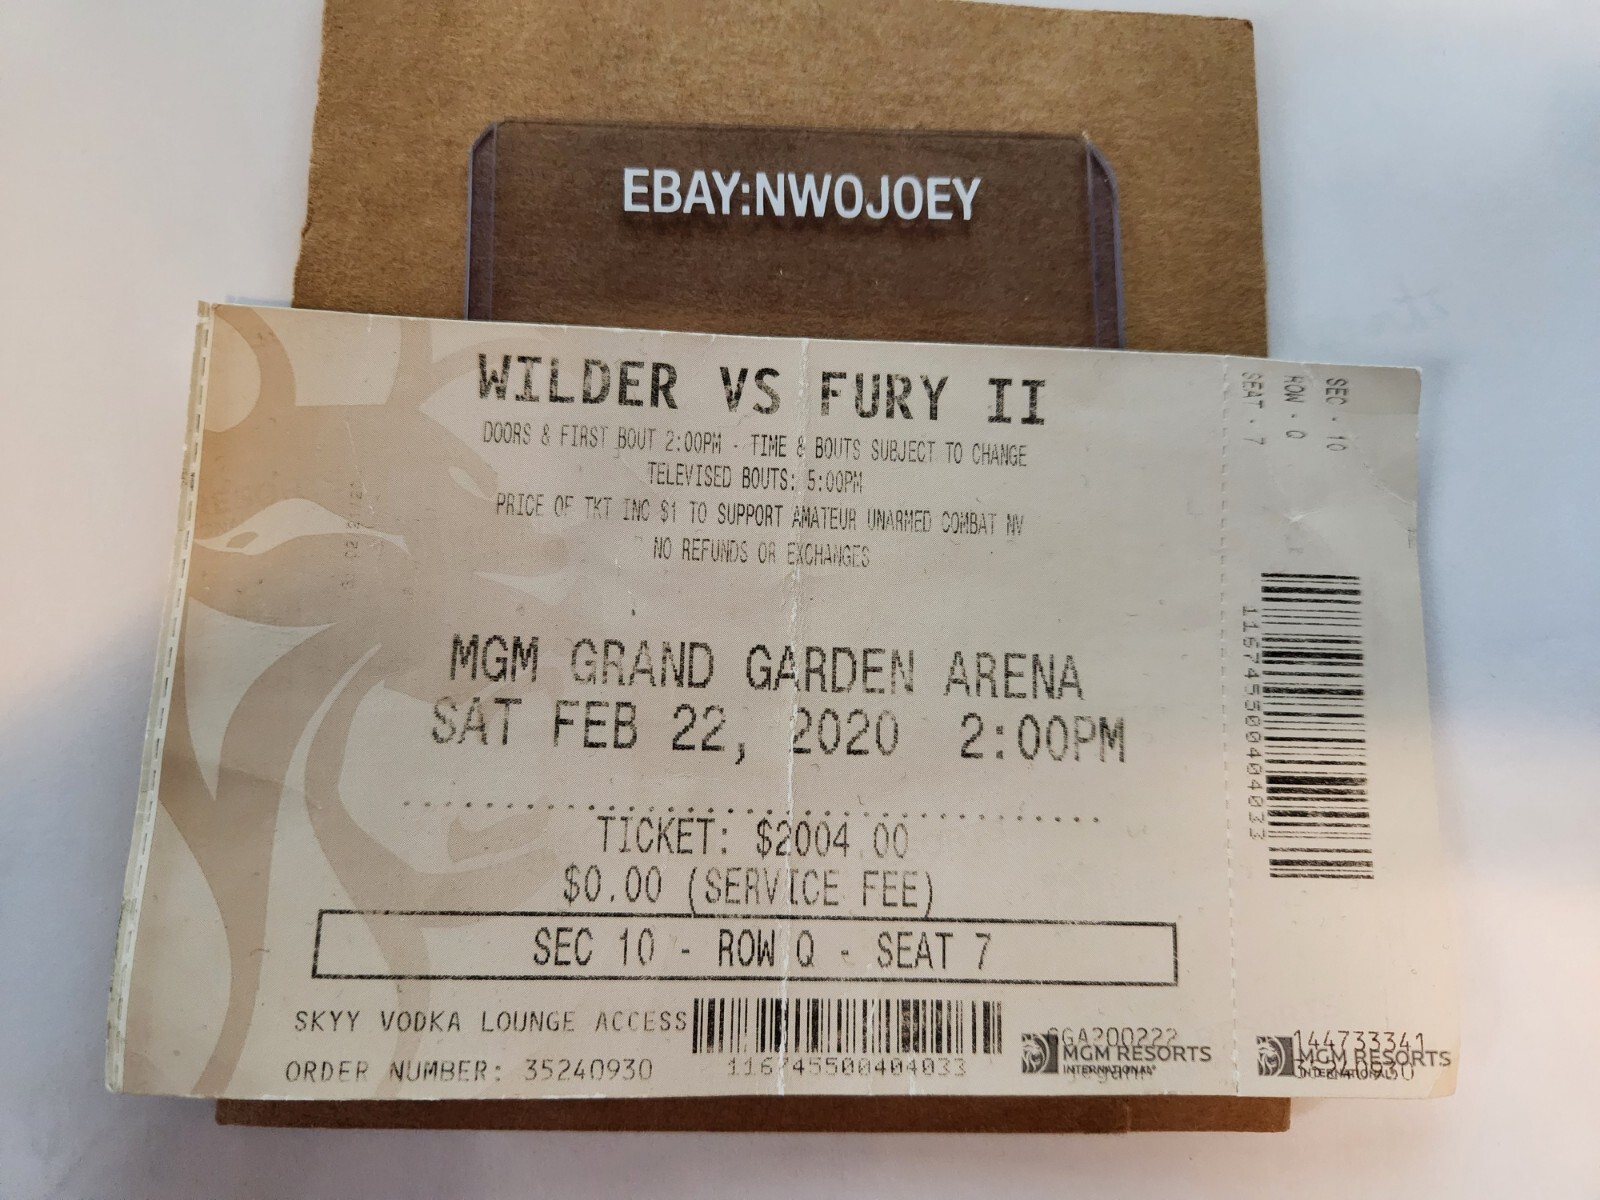 EBAY:NWOJOEY
WILDER VS FURY II
DOORS & FIRST BOUT 2:00PM - TIME & BOUTS SUBJECT TO CHANGE
TELEVISED BOUTS: 5:00PM
PRICE OF TKT INC $1 TO SUPPORT AMATEUR UNARMED COMBAT NV
NO REFUNDS OR EXCHANGES
MGM GRAND GARDEN ARENA
SAT FEB 22, 2020 2:00PM
TICKET: $2004.00
$0.00 (SERVICE FEE)
SEC 10 - ROW Q - SEAT 7
SKYY VODKA LOUNGE ACCESS
ORDER NUMBER: 35240930
116745500404033
GGA200222
MGM RESORTS
INTERNATIONAL
SEC - 10
ROW - Q
SEAT - 7
116745500404033
144733341
MGM RESORTS
INTERNATIONAL